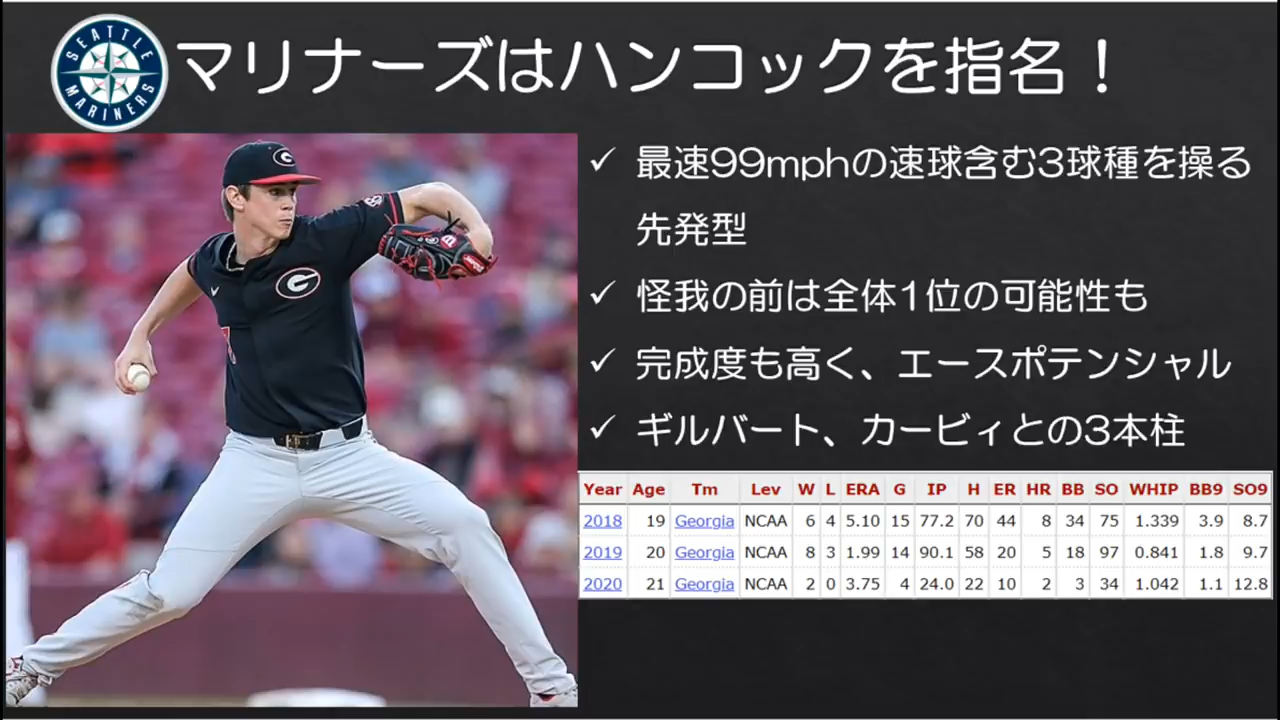 SEATTLE MARINERS
マリナーズはハンコックを指名！
✓ 最速99mphの速球含む3球種を操る
先発型
✓ 怪我の前は全体1位の可能性も
✓ 完成度も高く、エースポテンシャル
✓ ギルバート、カービィとの3本柱
G
G
Year Age Tm Lev W L ERA G IP H ER HR BB SO WHIP BB9 SO9
2018 19 Georgia NCAA 6 4 5.10 15 77.2 70 44 8 34 75 1.339 3.9 8.7
2019 20 Georgia NCAA 8 3 1.99 14 90.1 58 20 5 18 97 0.841 1.8 9.7
2020 21 Georgia NCAA 2 0 3.75 4 24.0 22 10 2 3 34 1.042 1.1 12.8